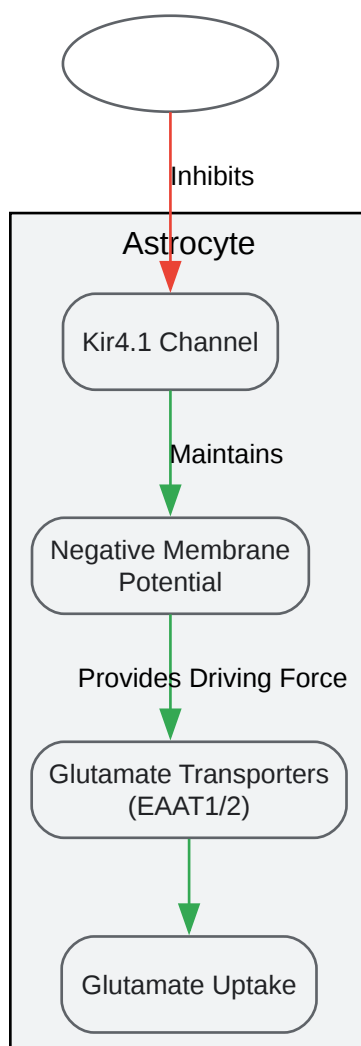 Inhibits
Astrocyte
Kir4.1 Channel
Maintains
Negative Membrane
Potential
Provides Driving Force
Glutamate Transporters
(EAAT1/2)
Glutamate Uptake